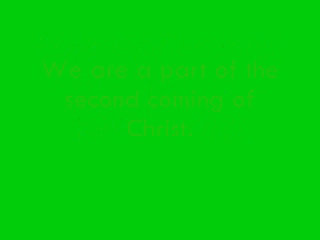 We are a part of the
second coming of
Christ.